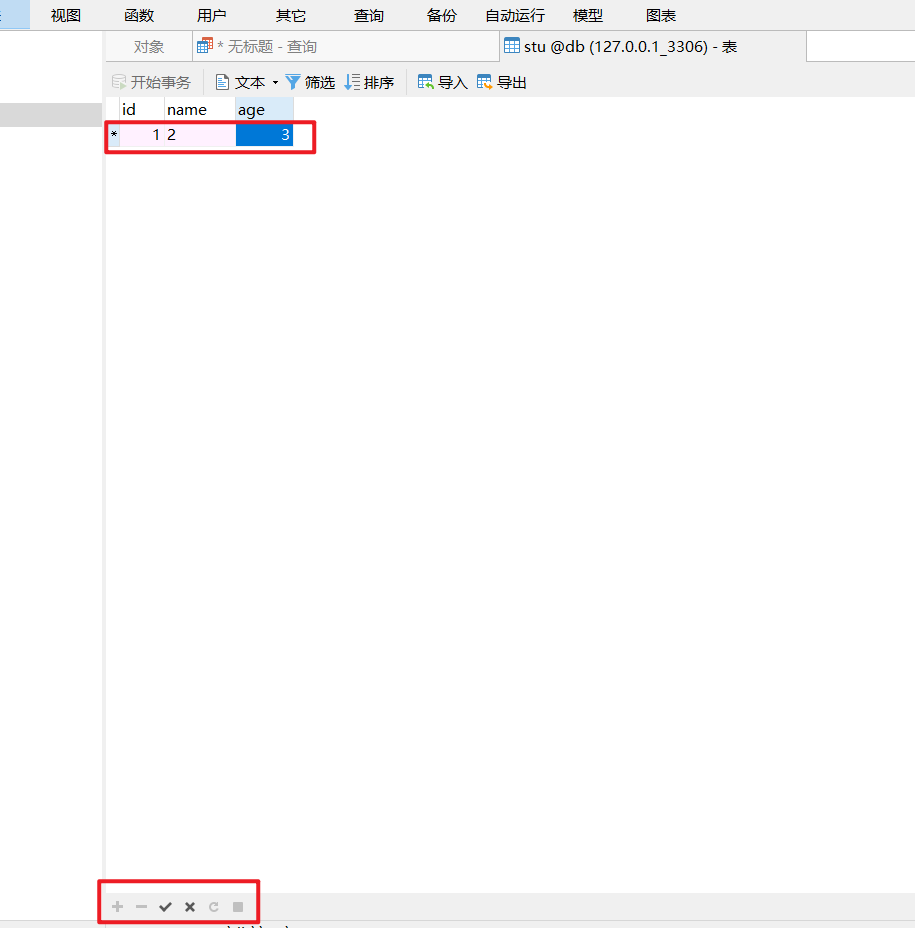 视图 函数 用户 其它 查询 备份 自动运行 模型 图表
对象 * 无标题 - 查询 stu @db (127.0.0.1_3306) - 表
开始事务 文本 筛选 排序 导入 导出
id name age
* 1 2 3